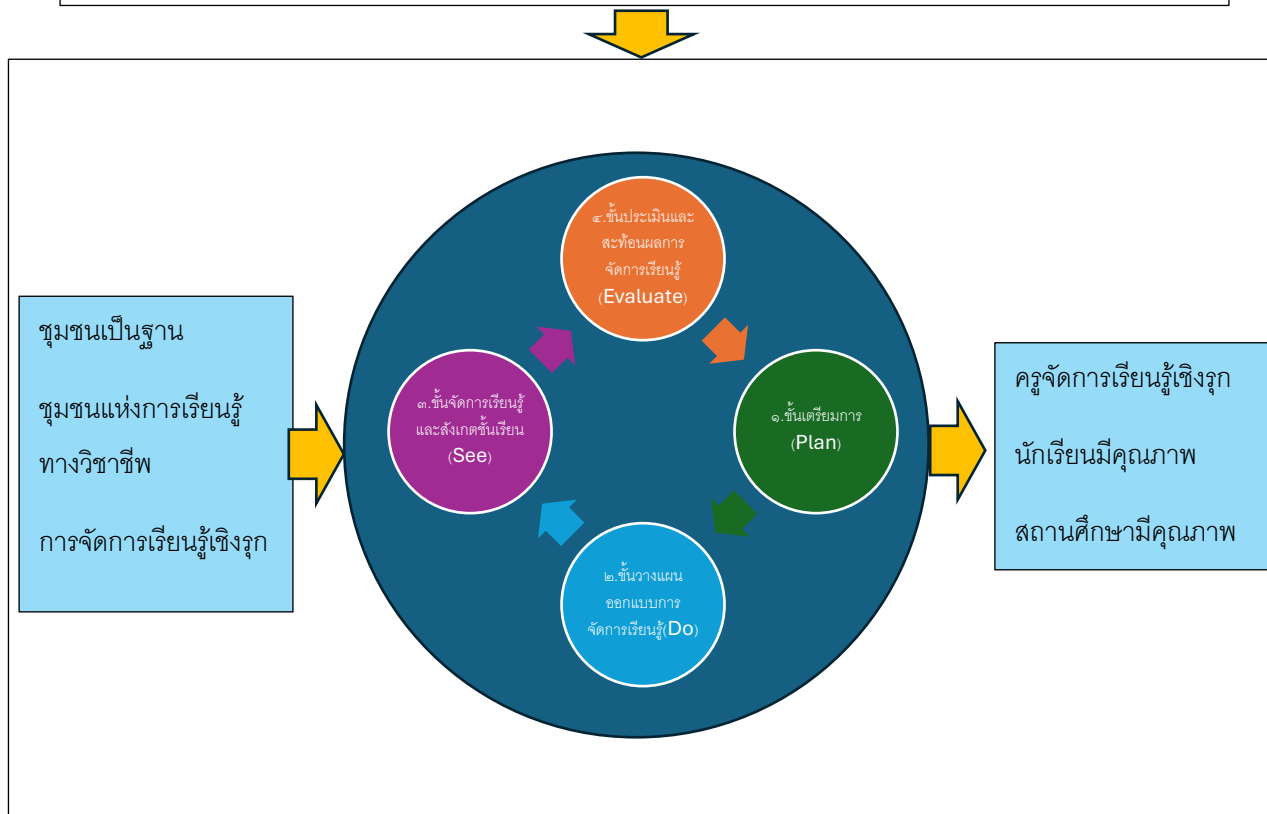 ชุมชนเป็นฐาน
ชุมชนแห่งการเรียนรู้
ทางวิชาชีพ
การจัดการเรียนรู้เชิงรุก
๔.ขั้นประเมินและ
สะท้อนผลการ
จัดการเรียนรู้
(Evaluate)
๓.ขั้นจัดการเรียนรู้
และสังเกตชั้นเรียน
(See)
๑.ขั้นเตรียมการ
(Plan)
๒.ขั้นวางแผน
ออกแบบการ
จัดการเรียนรู้(Do)
ครูจัดการเรียนรู้เชิงรุก
นักเรียนมีคุณภาพ
สถานศึกษามีคุณภาพ